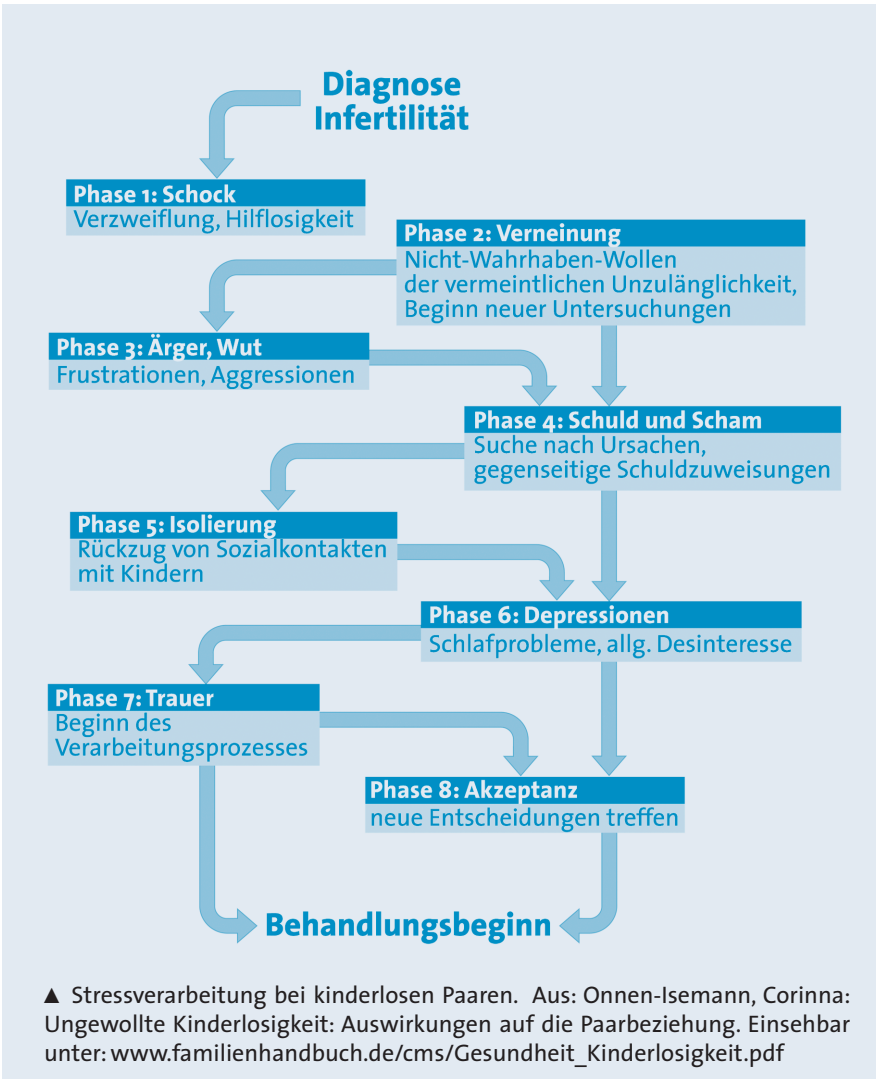 Diagnose
Infertilität
Phase 1: Schock
Verzweiflung, Hilflosigkeit
Phase 2: Verneinung
Nicht-Wahrhaben-Wollen
der vermeintlichen Unzulänglichkeit,
Beginn neuer Untersuchungen
Phase 3: Ärger, Wut
Frustrationen, Aggressionen
Phase 4: Schuld und Scham
Suche nach Ursachen,
gegenseitige Schuldzuweisungen
Phase 5: Isolierung
Rückzug von Sozialkontakten
mit Kindern
Phase 6: Depressionen
Schlafprobleme, allg. Desinteresse
Phase 7: Trauer
Beginn des
Verarbeitungsprozesses
Phase 8: Akzeptanz
neue Entscheidungen treffen
Behandlungsbeginn
▲ Stressverarbeitung bei kinderlosen Paaren. Aus: Onnen-Isemann, Corinna:
Ungewollte Kinderlosigkeit: Auswirkungen auf die Paarbeziehung. Einsehbar
unter: www.familienhandbuch.de/cms/Gesundheit_Kinderlosigkeit.pdf